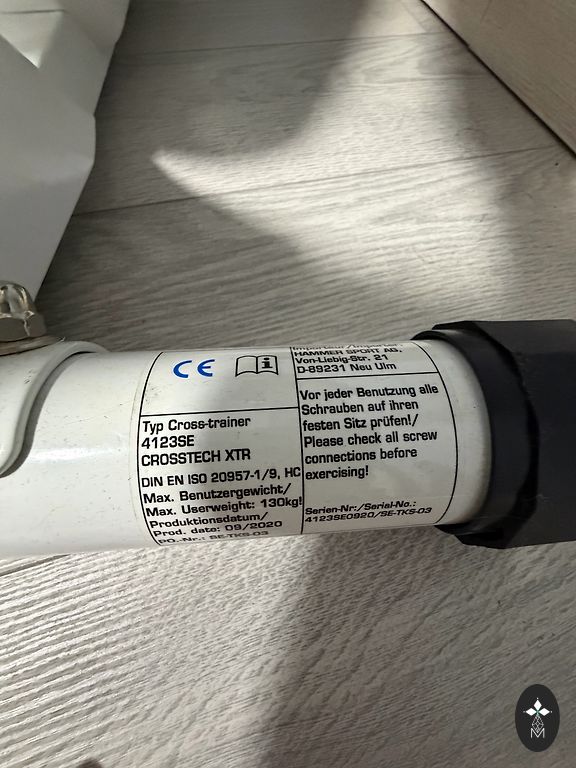 CE
Typ Cross-trainer
4123SE
CROSSTECH XTR
DIN EN ISO 20957-1/9, HC
Max. Benutzergewicht/
Max. Userweight: 130kg!
Produktionsdatum/
Prod. date: 09/2020
PO.-Nr.: SE-TKS-03
Importeur/Importer:
HAMMER SPORT AG,
Von-Liebig-Str. 21
D-89231 Neu Ulm
Vor jeder Benutzung alle
Schrauben auf ihren
festen Sitz prüfen!/
Please check all screw
connections before
exercising!
Serien-Nr./Serial-No.:
4123SE0920/SE-TKS-03
M